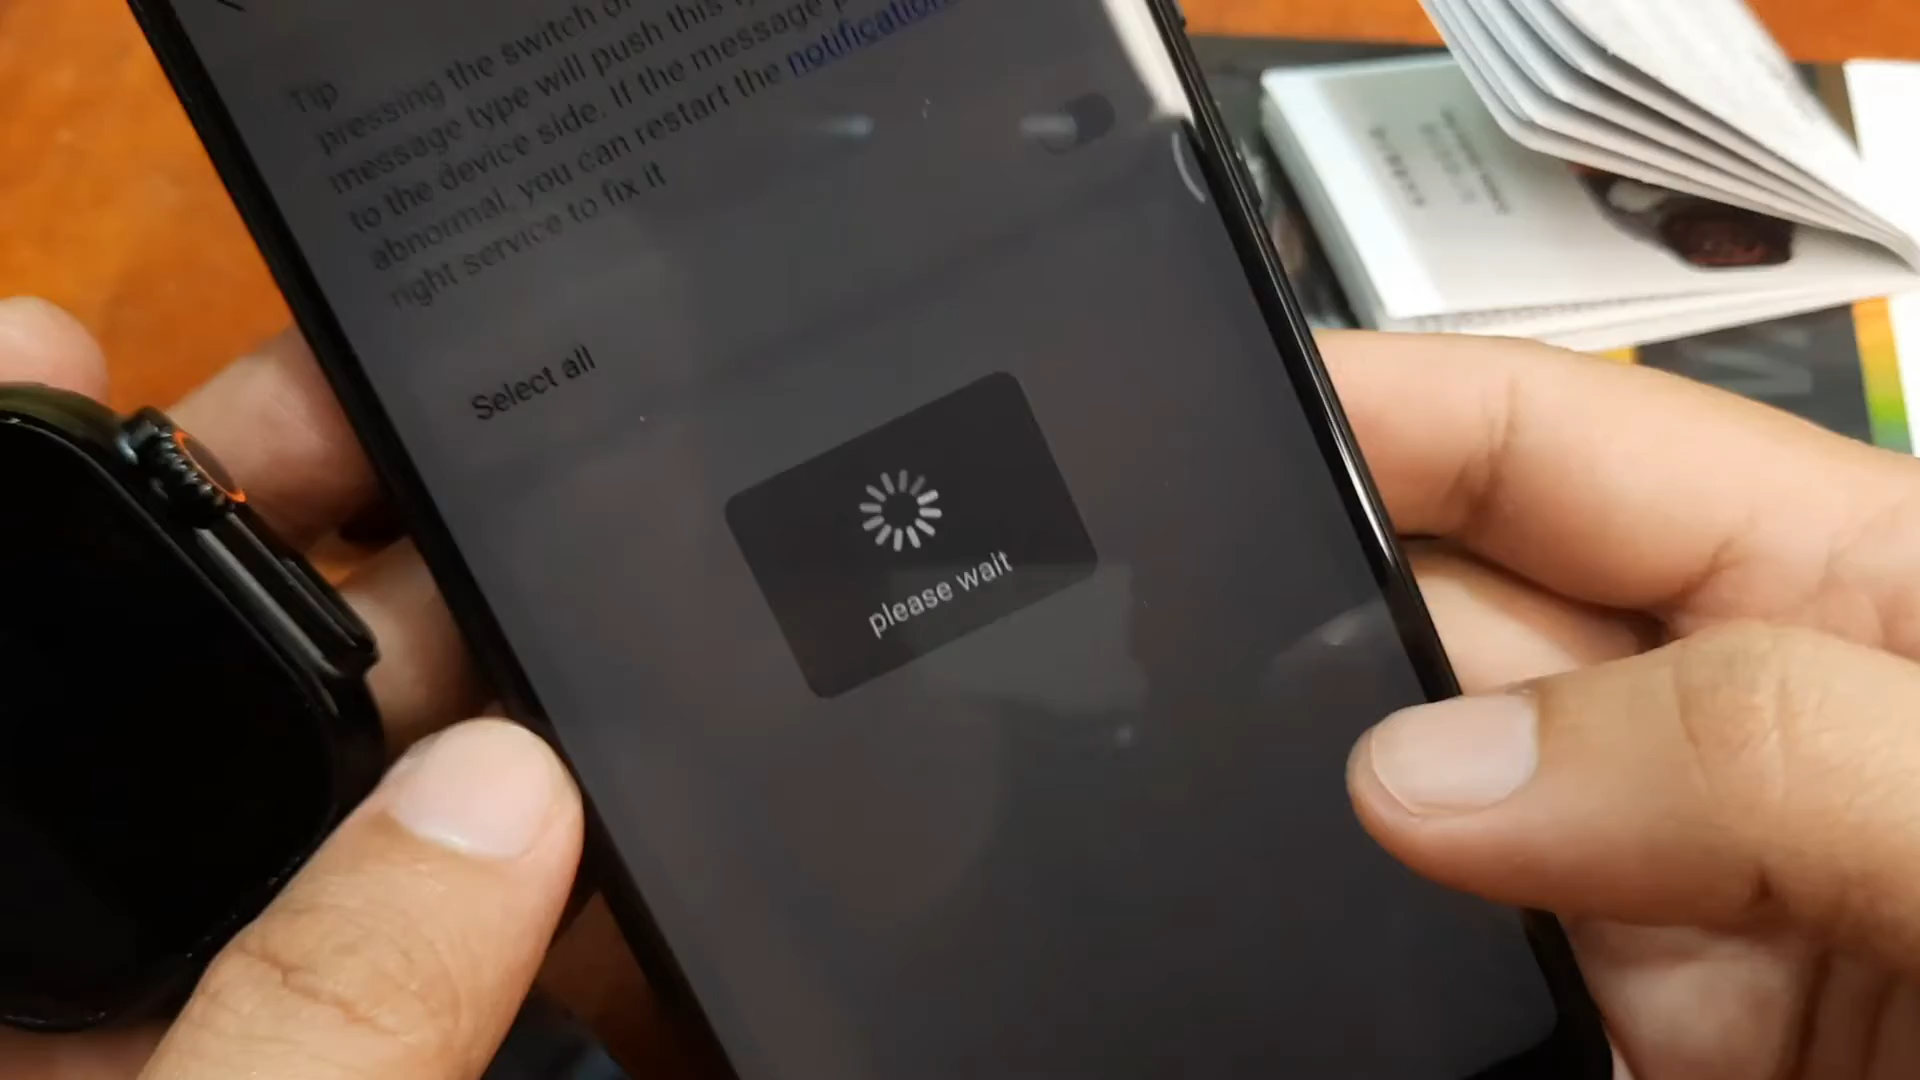 Tip
pressing the switch of
message type will push this
to the device side. If the message
abnormal, you can restart the notification
right service to fix it
Select all
please wait